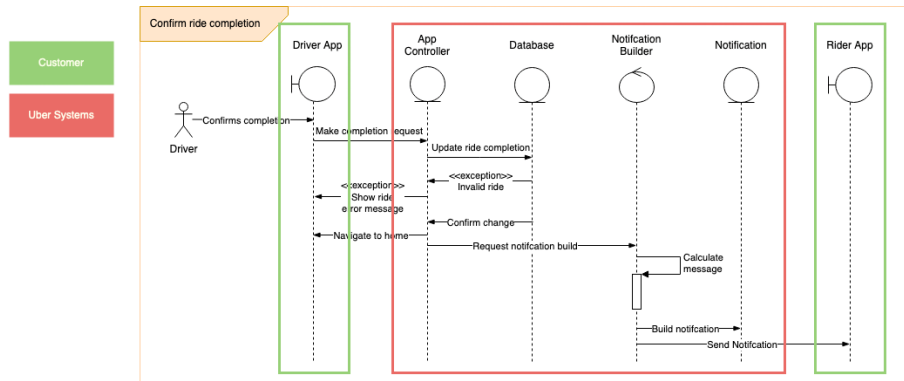 Confirm ride completion
Customer
Uber Systems
Driver App
App
Controller
Database
Notifcation
Builder
Notification
Rider App
Driver
Confirms completion
Make completion request
Update ride completion
<<exception>>
Invalid ride
<<exception>>
Show ride
error message
Confirm change
Navigate to home
Request notifcation build
Calculate
message
Build notifcation
Send Notifcation